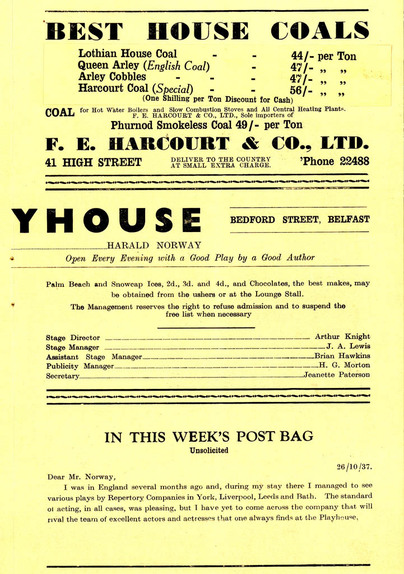 BEST HOUSE COALS
Lothian House Coal - - 44/- per Ton
Queen Arley (English Coal) - 47/- „ „
Arley Cobbles - - - 47/- „ „
Harcourt Coal (Special) - 56/- „ „
(One Shilling per Ton Discount for Cash)
COAL for Hot Water Boilers and Slow Combustion Stoves and All Central Heating Plants.
F. E. HARCOURT & CO., LTD., Sole importers of
Phurnod Smokeless Coal 49/- per Ton
F. E. HARCOURT & CO., LTD.
41 HIGH STREET DELIVER TO THE COUNTRY AT SMALL EXTRA CHARGE. 'Phone 22488
YHOUSE BEDFORD STREET, BELFAST
HARALD NORWAY
Open Every Evening with a Good Play by a Good Author
Palm Beach and Snowcap Ices, 2d., 3d. and 4d., and Chocolates, the best makes, may
be obtained from the ushers or at the Lounge Stall.
The Management reserves the right to refuse admission and to suspend the
free list when necessary
Stage Director Arthur Knight
Stage Manager J. A. Lewis
Assistant Stage Manager Brian Hawkins
Publicity Manager H. G. Morton
Secretary Jeanette Paterson
IN THIS WEEK'S POST BAG
Unsolicited
26/10/37.
Dear Mr. Norway,
I was in England several months ago and, during my stay there I managed to see
various plays by Repertory Companies in York, Liverpool, Leeds and Bath. The standard
of acting, in all cases, was pleasing, but I have yet to come across the company that will
rival the team of excellent actors and actresses that one always finds at the Playhouse.